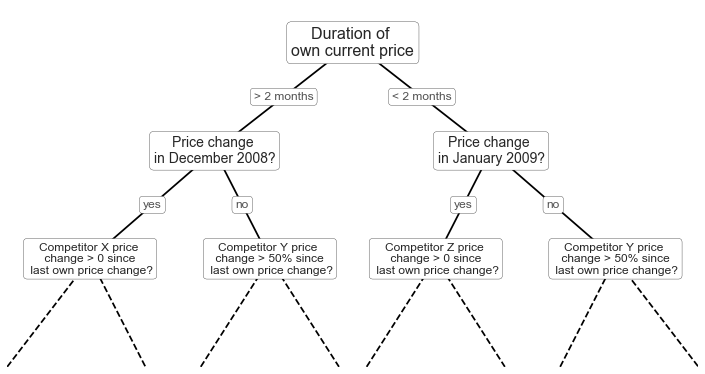 Duration of
own current price
> 2 months
< 2 months
Price change
in December 2008?
Price change
in January 2009?
yes
no
yes
no
Competitor X price
change > 0 since
last own price change?
Competitor Y price
change > 50% since
last own price change?
Competitor Z price
change > 0 since
last own price change?
Competitor Y price
change > 50% since
last own price change?